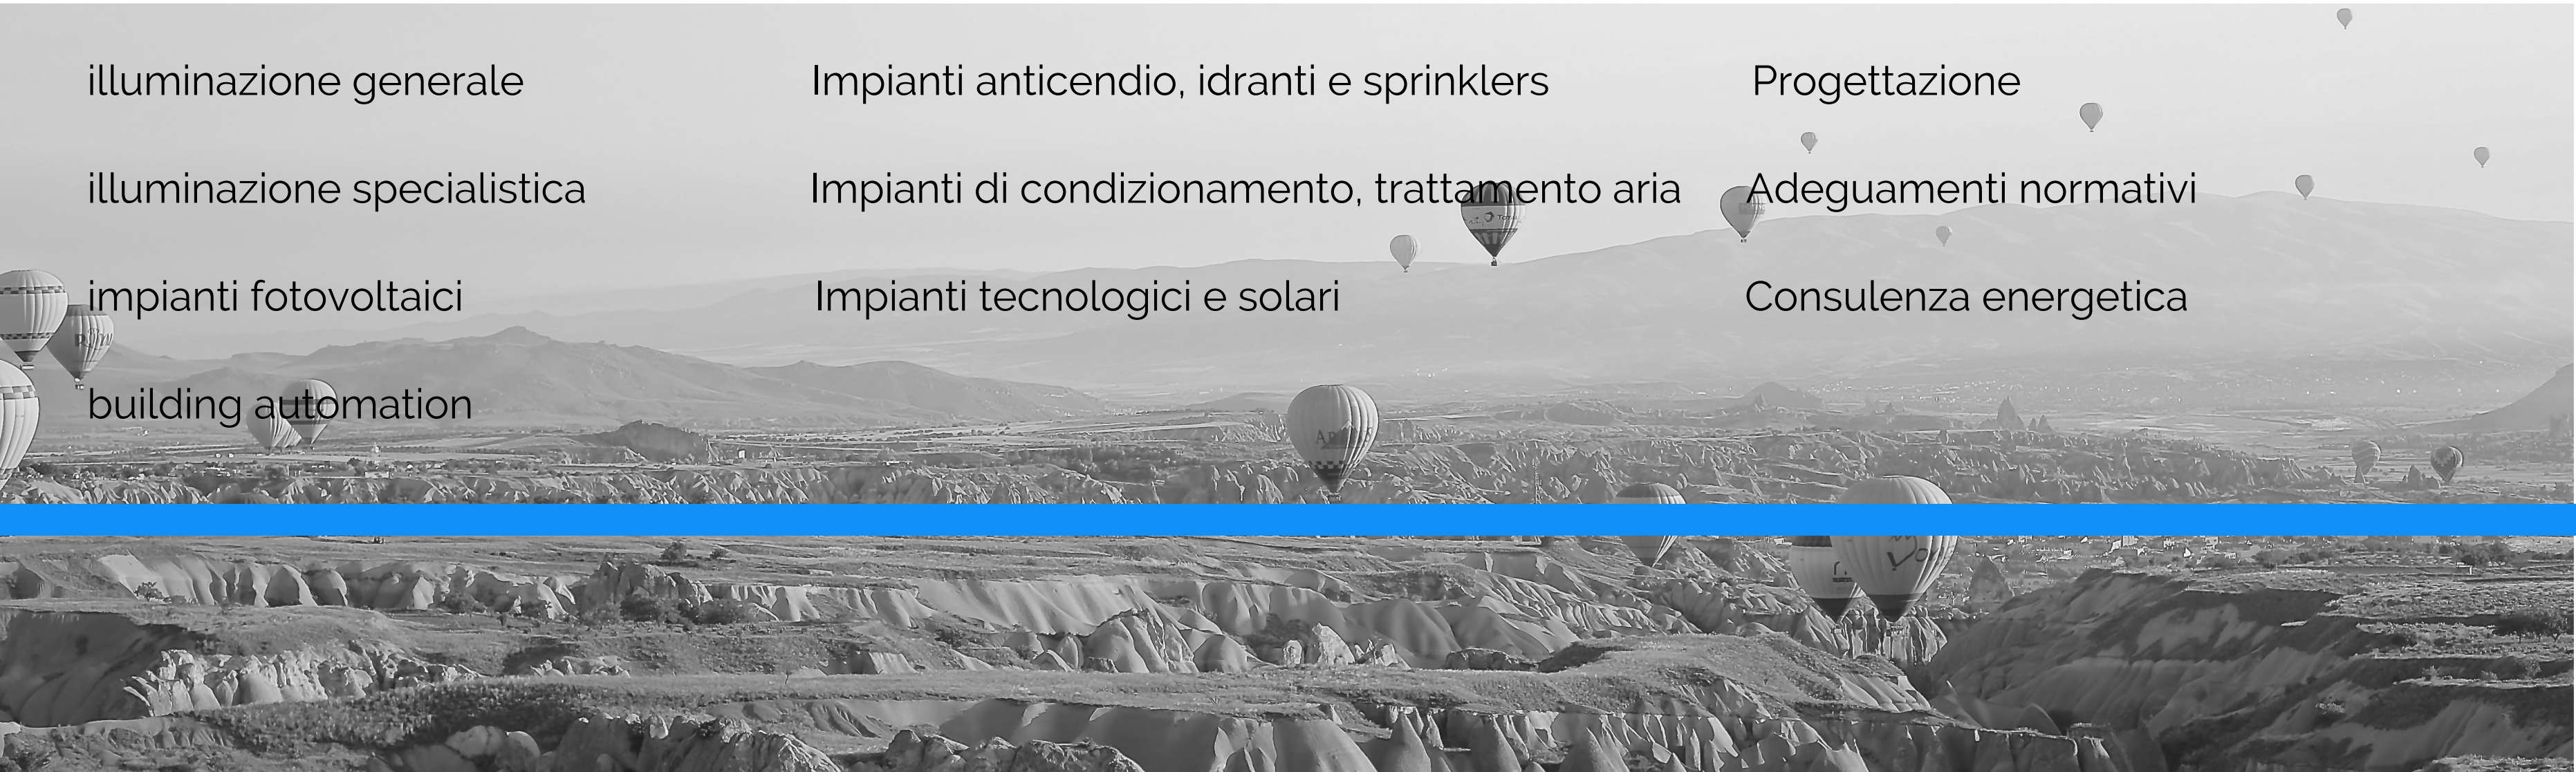 illuminazione generale
illuminazione specialistica
impianti fotovoltaici
building automation
Impianti anticendio, idranti e sprinklers
Impianti di condizionamento, trattamento aria
Impianti tecnologici e solari
Progettazione
Adeguamenti normativi
Consulenza energetica